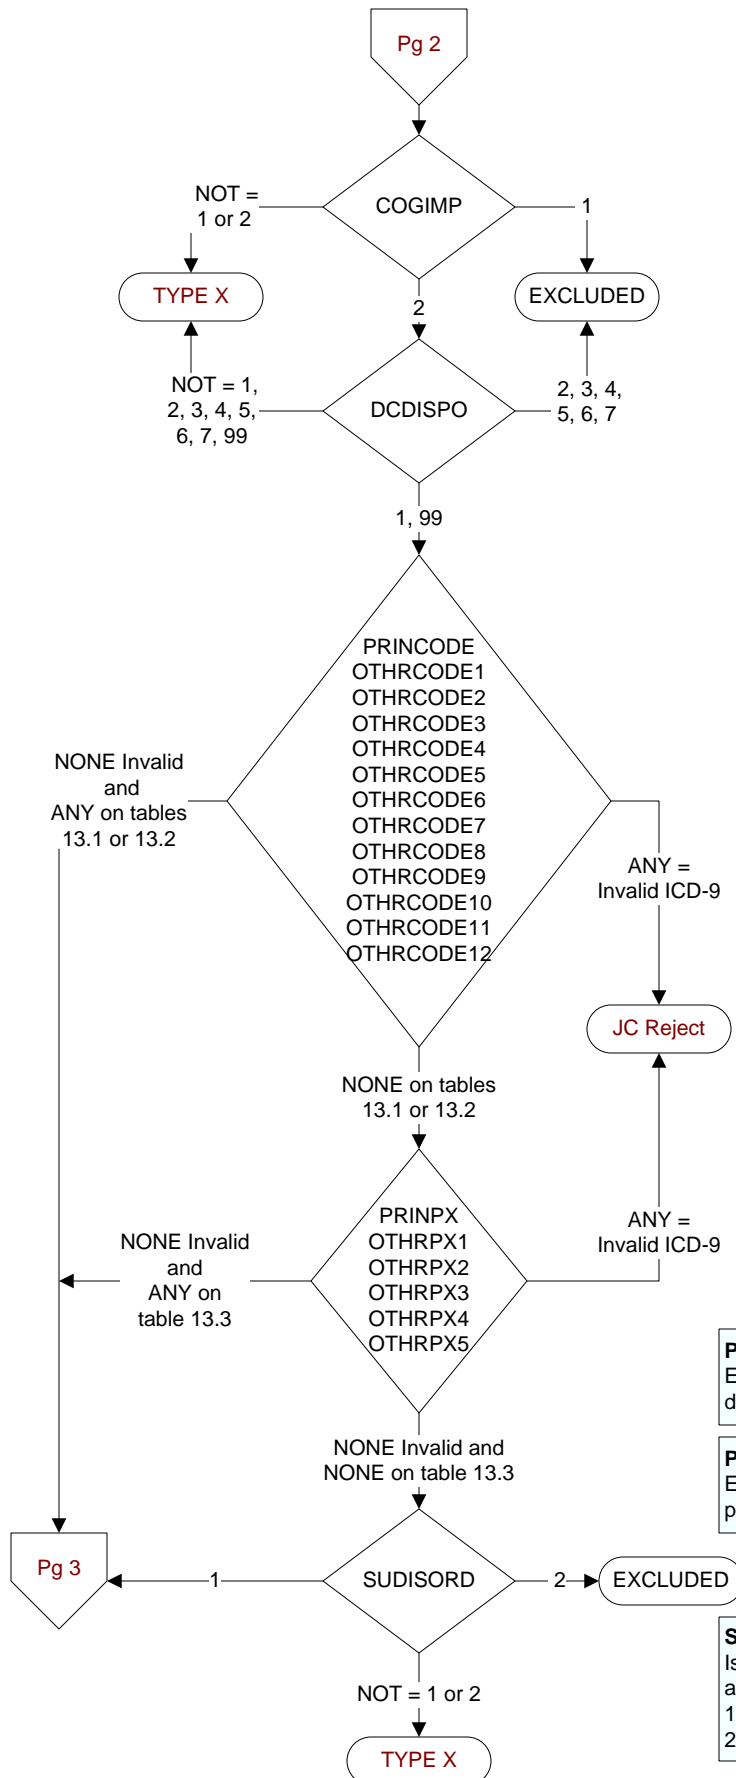 Pg 2
COGIMP
NOT =
1 or 2
1
TYPE X
EXCLUDED
2
DCDISPO
NOT = 1,
2, 3, 4, 5,
6, 7, 99
2, 3, 4,
5, 6, 7
1, 99
PRINCODE
OTHRCODE1
OTHRCODE2
OTHRCODE3
OTHRCODE4
OTHRCODE5
OTHRCODE6
OTHRCODE7
OTHRCODE8
OTHRCODE9
OTHRCODE10
OTHRCODE11
OTHRCODE12
NONE Invalid
and
ANY on tables
13.1 or 13.2
ANY =
Invalid ICD-9
JC Reject
NONE on tables
13.1 or 13.2
PRINPX
OTHRPX1
OTHRPX2
OTHRPX3
OTHRPX4
OTHRPX5
NONE Invalid
and
ANY on
table 13.3
ANY =
Invalid ICD-9
NONE Invalid and
NONE on table 13.3
Pg 3
1
SUDISORD
2
EXCLUDED
NOT = 1 or 2
TYPE X
P
E
d
P
E
p
S
Is
a
1
2